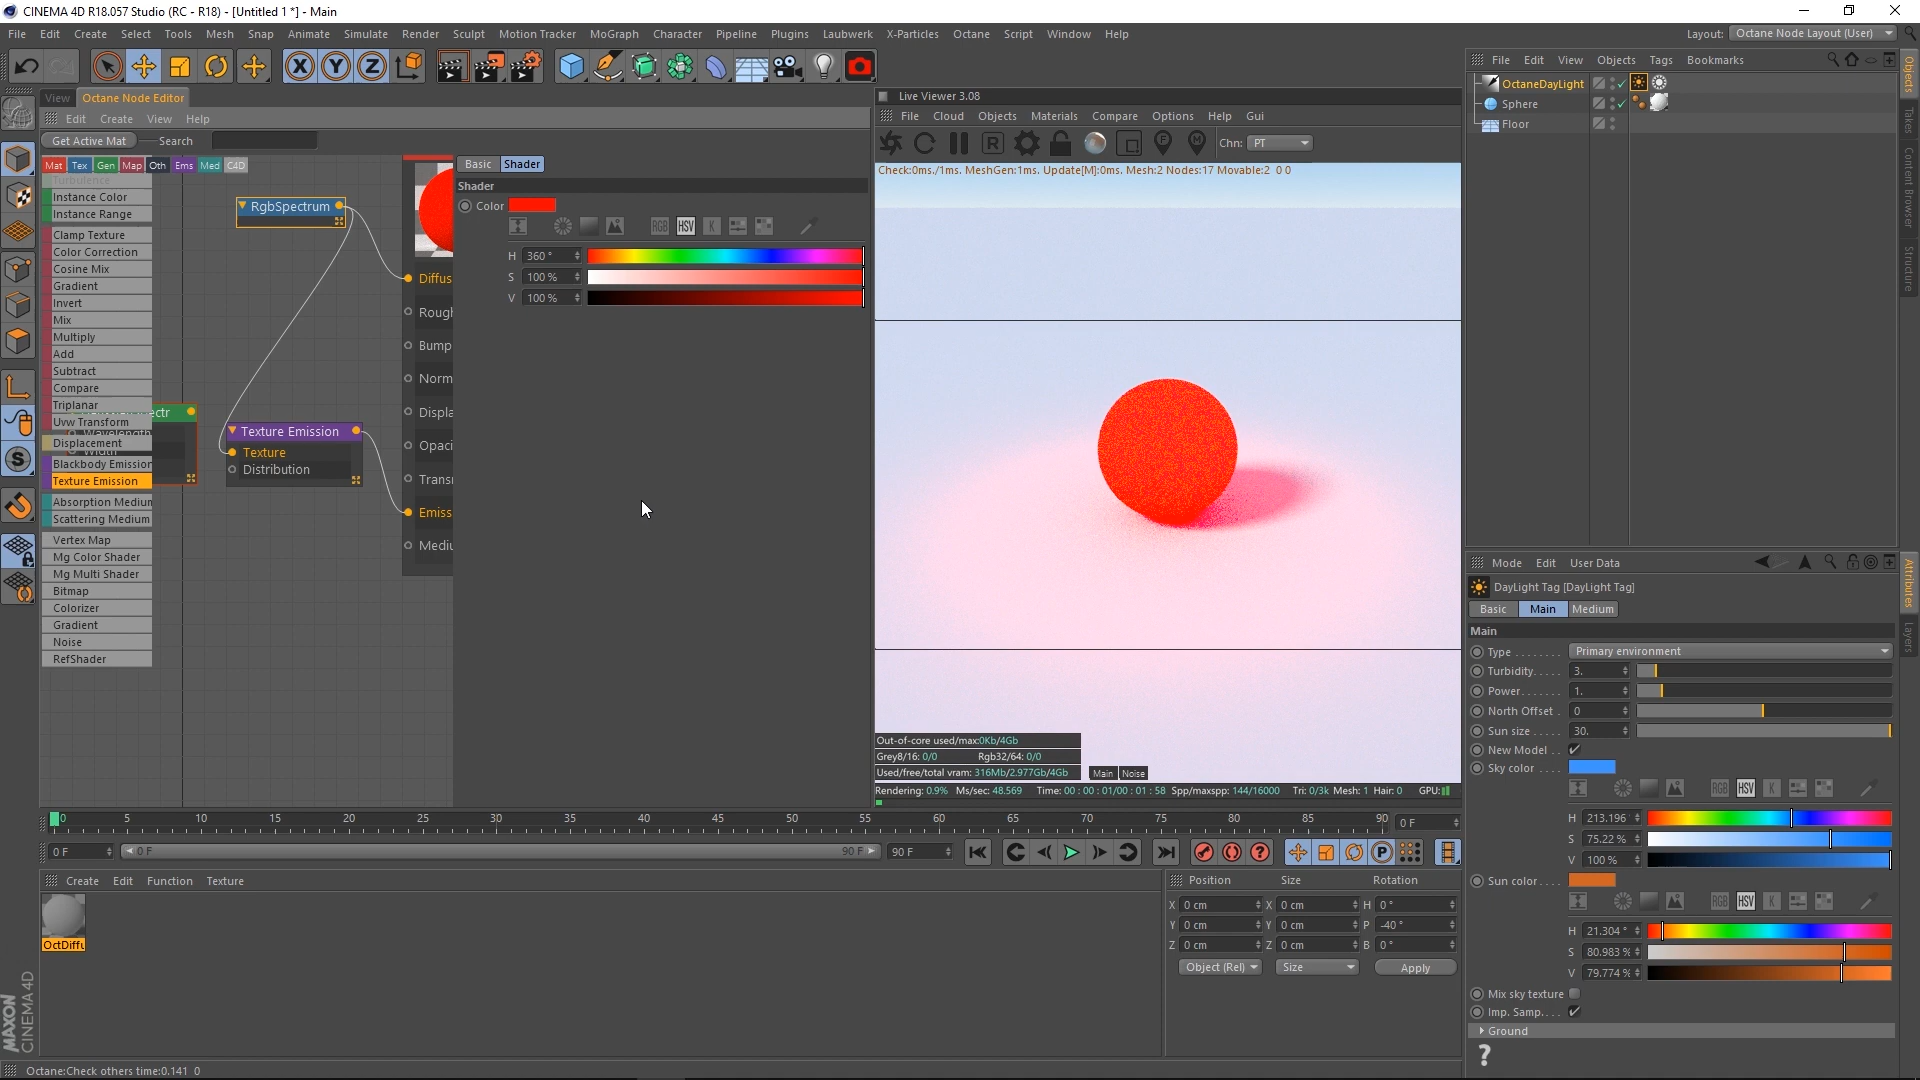 CINEMA 4D R18.057 Studio (RC - R18) - [Untitled 1 *] - Main
File Edit Create Select Tools Mesh Snap Animate Simulate Render Sculpt Motion Tracker MoGraph Character Pipeline Plugins Laubwerk X-Particles Octane Script Window Help
Layout: Octane Node Layout (User)
View Octane Node Editor
Edit Create View Help
Get Active Mat Search
Mat Tex Gen Map Oth Ems Med C4D
Instance Color
Instance Range
Clamp Texture
Color Correction
Cosine Mix
Gradient
Invert
Mix
Multiply
Add
Subtract
Compare
Triplanar
Uvw Transform
Displacement
Blackbody Emission
Texture Emission
Absorption Medium
Scattering Medium
Vertex Map
Mg Color Shader
Mg Multi Shader
Bitmap
Colorizer
Gradient
Noise
RefShader
RgbSpectrum
ectr
Texture Emission
Texture
Distribution
Diffus
Rough
Bump
Norm
Displa
Opaci
Trans
Emiss
Mediu
Basic Shader
Shader
Color
RGB HSV K
H 360 °
S 100 %
V 100 %
Live Viewer 3.08
File Cloud Objects Materials Compare Options Help Gui
R Chn: PT
Check:0ms./1ms. MeshGen:1ms. Update[M]:0ms. Mesh:2 Nodes:17 Movable:2 0 0
Out-of-core used/max:0Kb/4Gb
Grey8/16: 0/0 Rgb32/64: 0/0
Used/free/total vram: 316Mb/2.977Gb/4Gb Main Noise
Rendering: 0.9% Ms/sec: 48.569 Time: 00 : 00 : 01/00 : 01 : 58 Spp/maxspp: 144/16000 Tri: 0/3k Mesh: 1 Hair: 0 GPU:
File Edit View Objects Tags Bookmarks
OctaneDayLight
Sphere
Floor
Objects
Takes
Content Browser
Structure
Mode Edit User Data
DayLight Tag [DayLight Tag]
Basic Main Medium
Main
Type Primary environment
Turbidity 3.
Power 1.
North Offset 0
Sun size 30.
New Model
Sky color
RGB HSV K
H 213.196 °
S 75.22 %
V 100 %
Sun color
RGB HSV K
H 21.304 °
S 80.983 %
V 79.774 %
Mix sky texture
Imp. Samp.
Ground
?
Attributes
Layers
0 5 10 15 20 25 30 35 40 45 50 55 60 65 70 75 80 85 90 0 F
0 F 0 F 90 F 90 F
Create Edit Function Texture
OctDiffu
Position Size Rotation
X 0 cm X 0 cm H 0 °
Y 0 cm Y 0 cm P -40 °
Z 0 cm Z 0 cm B 0 °
Object (Rel) Size Apply
MAXON CINEMA 4D
Octane:Check others time:0.141 0